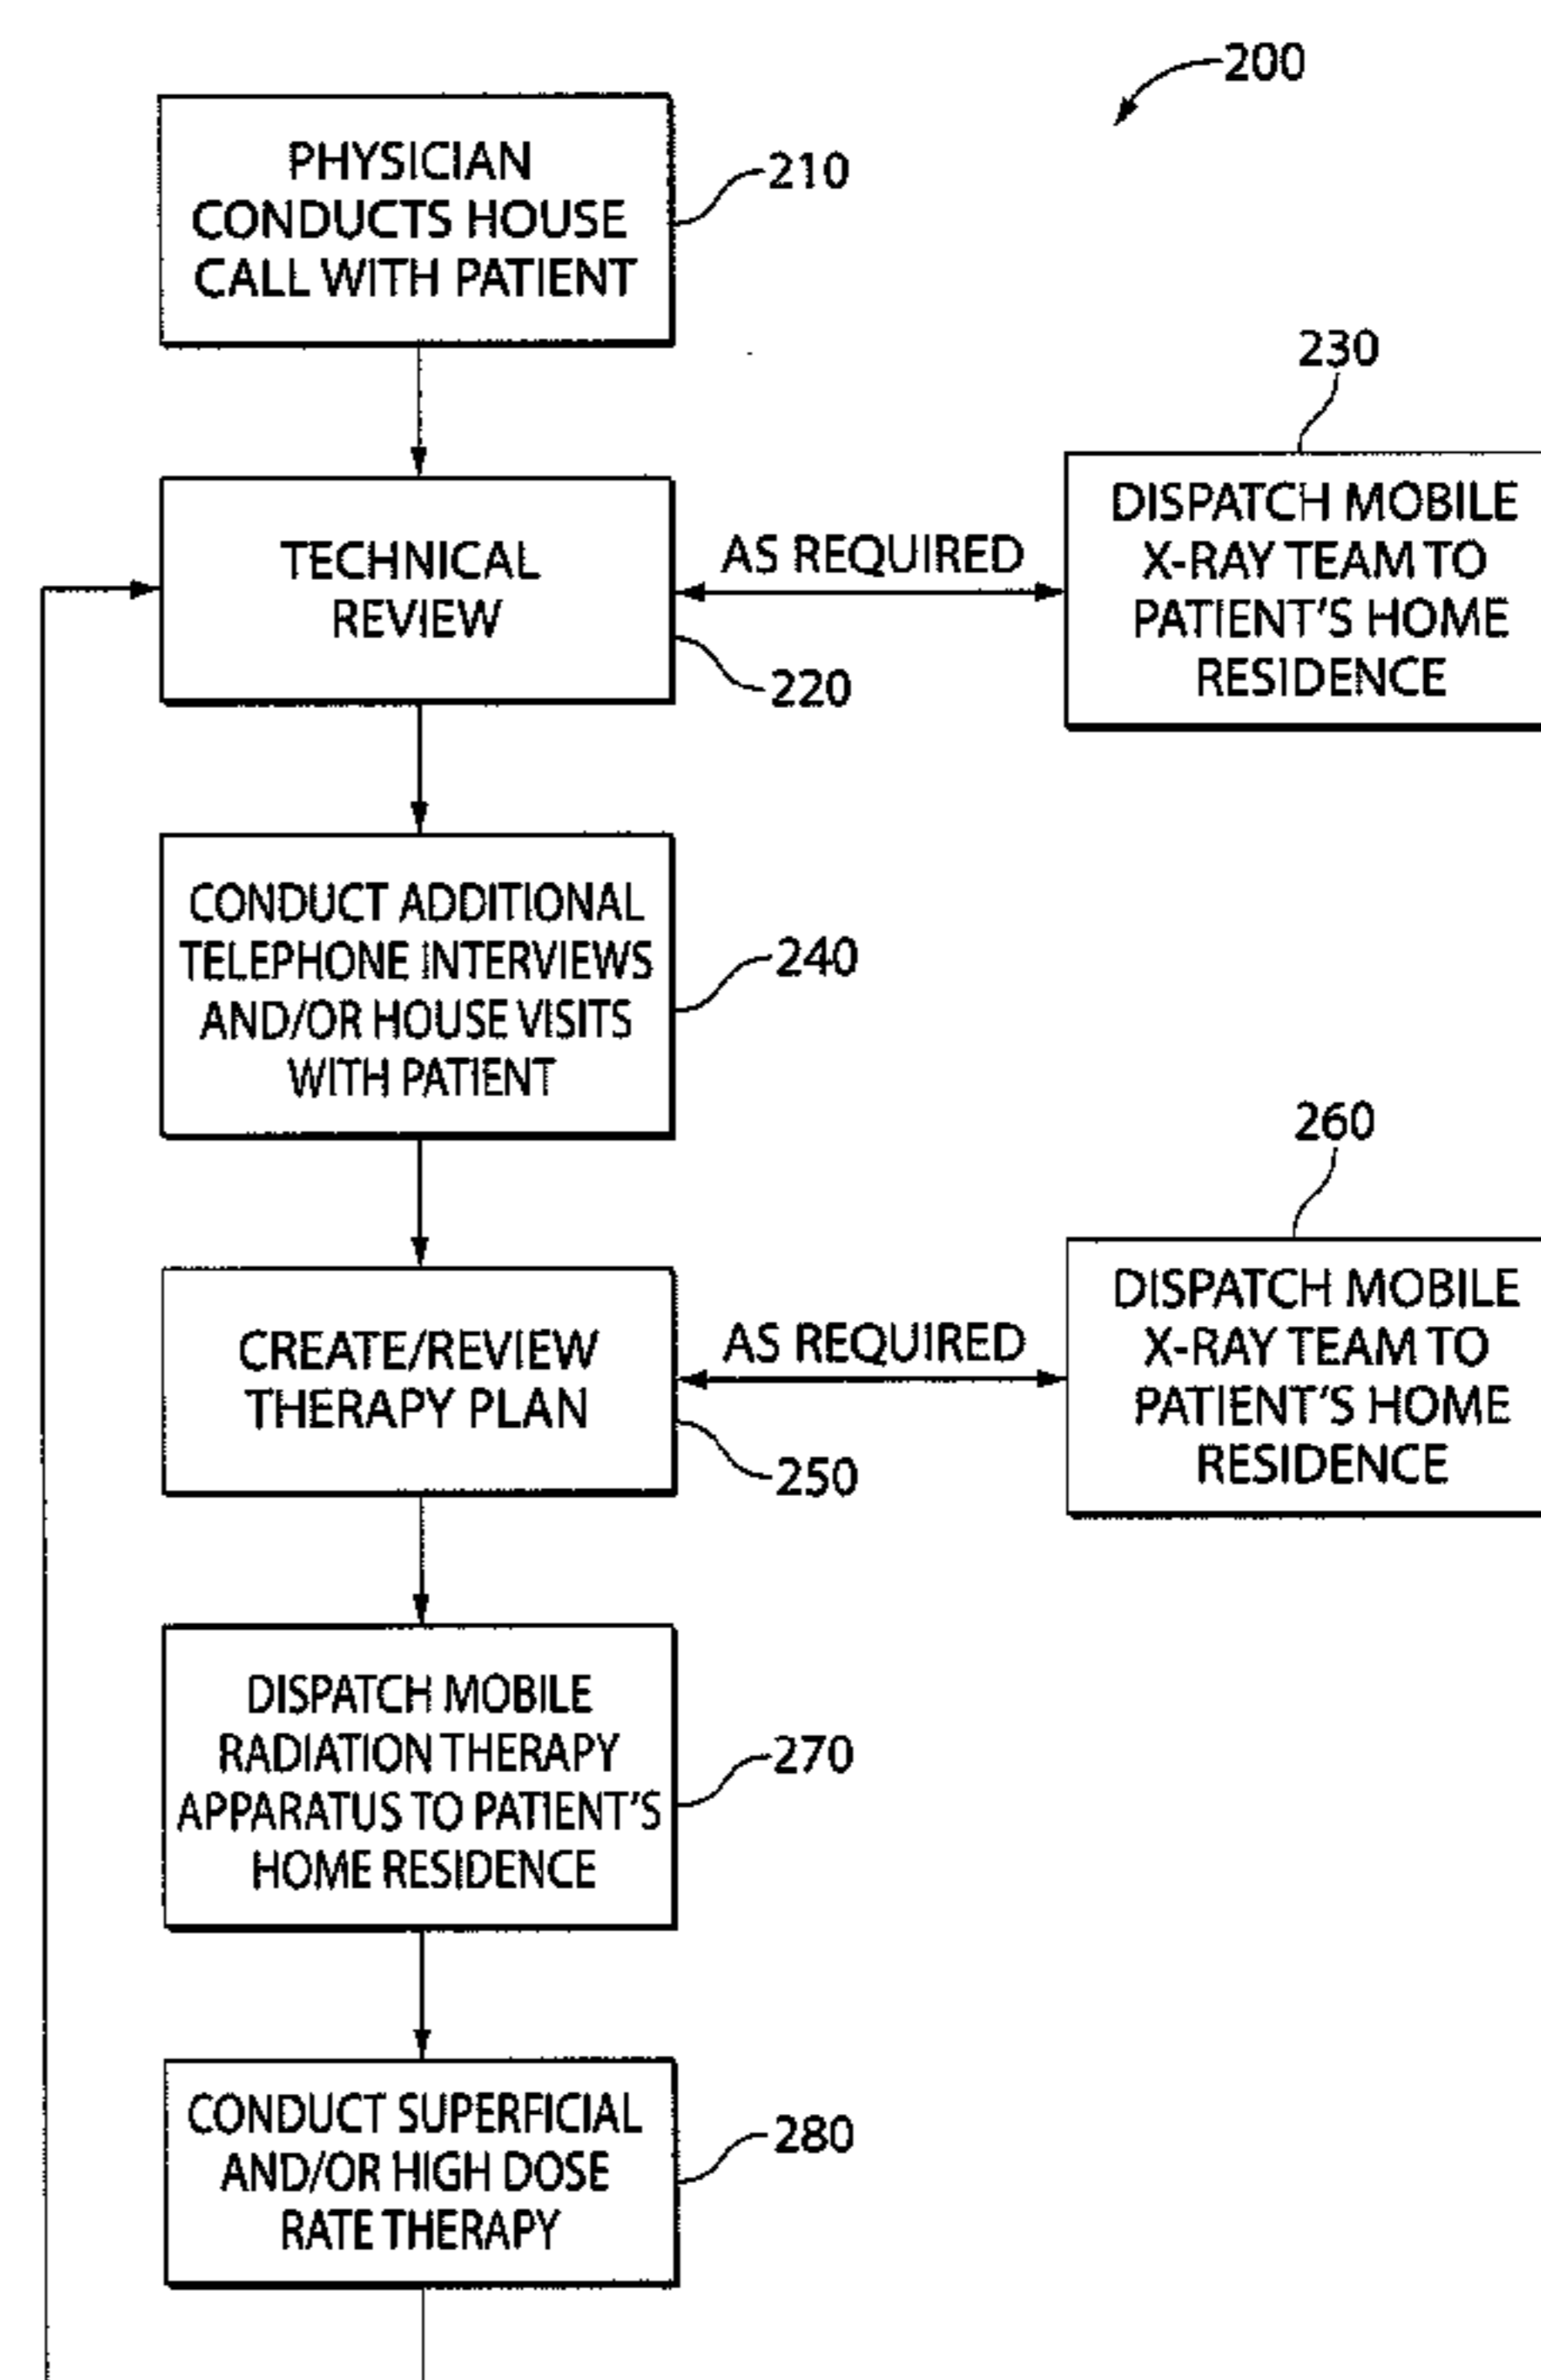 200
PHYSICIAN
CONDUCTS HOUSE
CALL WITH PATIENT
210
230
TECHNICAL
REVIEW
220
AS REQUIRED
DISPATCH MOBILE
X-RAY TEAM TO
PATIENT'S HOME
RESIDENCE
CONDUCT ADDITIONAL
TELEPHONE INTERVIEWS
AND/OR HOUSE VISITS
WITH PATIENT
240
260
CREATE/REVIEW
THERAPY PLAN
250
AS REQUIRED
DISPATCH MOBILE
X-RAY TEAM TO
PATIENT'S HOME
RESIDENCE
DISPATCH MOBILE
RADIATION THERAPY
APPARATUS TO PATIENT'S
HOME RESIDENCE
270
CONDUCT SUPERFICIAL
AND/OR HIGH DOSE
RATE THERAPY
280